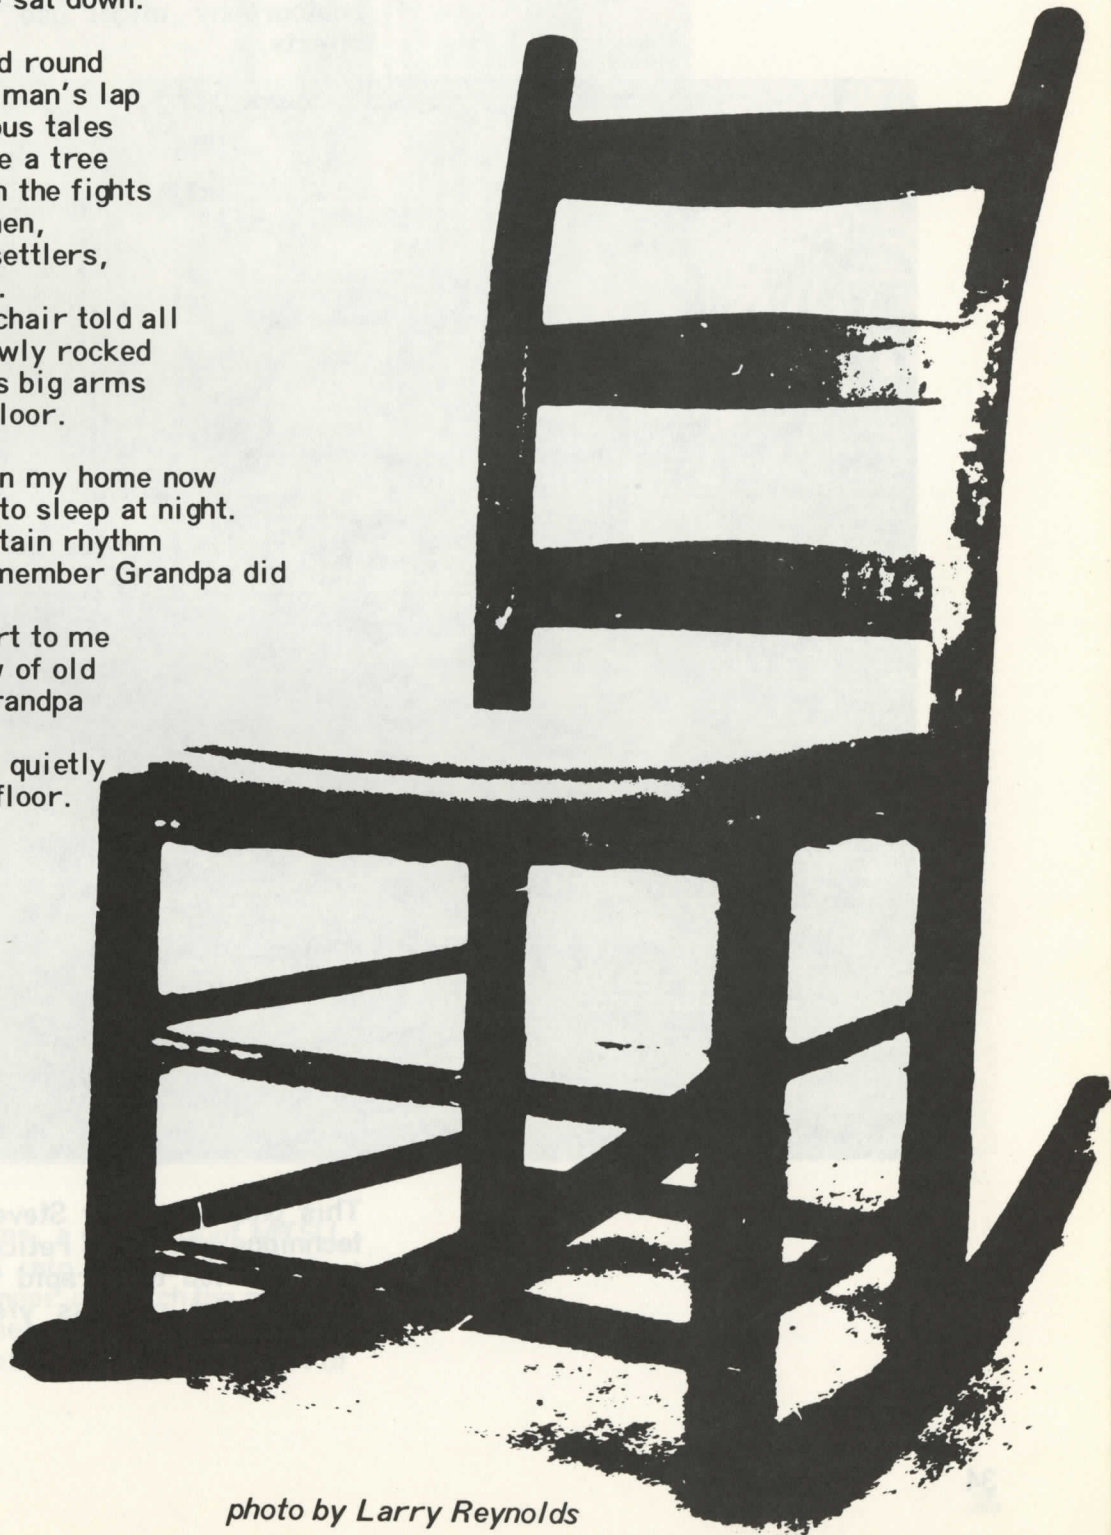 sat down.
d round
man's lap
ous tales
e a tree
n the fights
nen,
settlers,
chair told all
wly rocked
s big arms
loor.
n my home now
to sleep at night.
tain rhythm
member Grandpa did
rt to me
of old
randpa
quietly
floor.
photo by Larry Reynolds